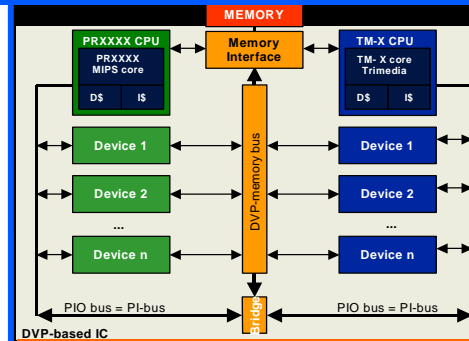 MEMORY
PRXXXX CPU
PRXXXX
MIPS core
D$ I$
Memory
Interface
TM-X CPU
TM- X core
Trimedia
D$ I$
DVP-memory bus
Device 1
Device 1
Device 2
Device 2
...
...
Device n
Device n
PIO bus = PI-bus
Bridge
PIO bus = PI-bus
DVP-based IC